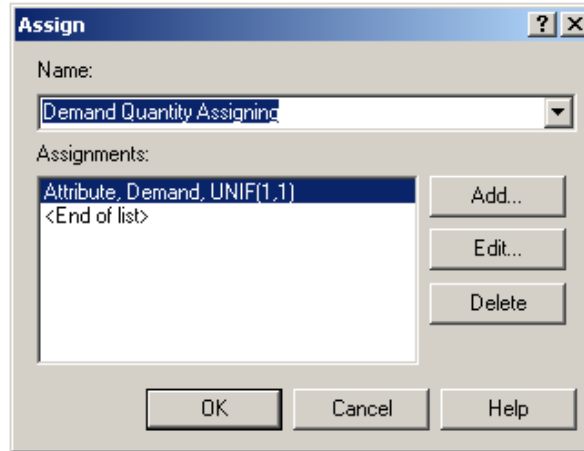 Assign
Name:
Demand Quantity Assigning
Assignments:
Attribute, Demand, UNIF(1,1)
<End of list>
Add...
Edit...
Delete
OK Cancel Help